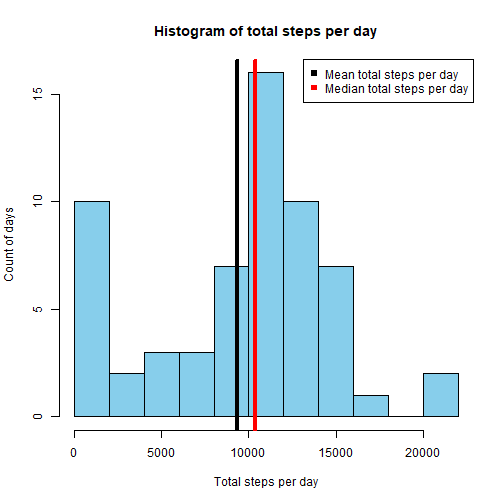 Histogram of total steps per day
Mean total steps per day
Median total steps per day
Count of days
15
10
5
0
0 5000 10000 15000 20000
Total steps per day